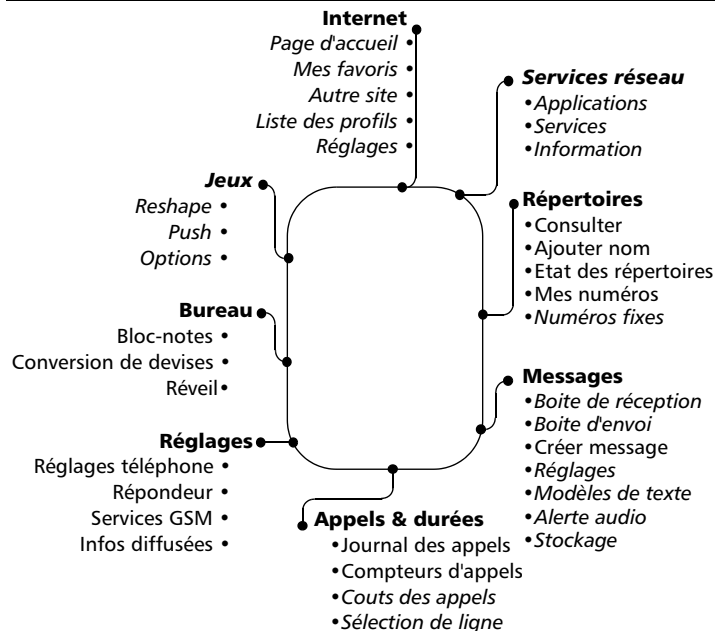 Internet
Page d'accueil •
Mes favoris •
Autre site •
Liste des profils •
Réglages •
Services réseau
•Applications
•Services
•Information
Jeux
Reshape •
Push •
Options •
Répertoires
•Consulter
•Ajouter nom
•Etat des répertoires
•Mes numéros
•Numéros fixes
Bureau
Bloc-notes •
Conversion de devises •
Réveil•
Messages
•Boite de réception
•Boite d'envoi
•Créer message
•Réglages
•Modèles de texte
•Alerte audio
•Stockage
Réglages
Réglages téléphone •
Répondeur •
Services GSM •
Infos diffusées •
Appels & durées
•Journal des appels
•Compteurs d'appels
•Couts des appels
•Sélection de ligne